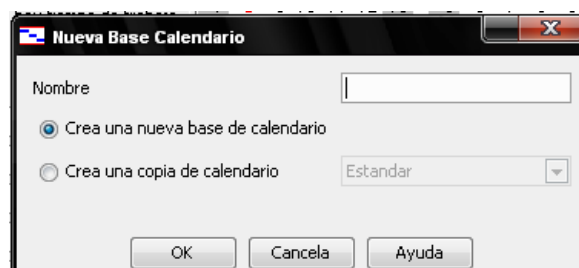 Nueva Base Calendario
Nombre
Crea una nueva base de calendario
Crea una copia de calendario Estandar
OK Cancela Ayuda